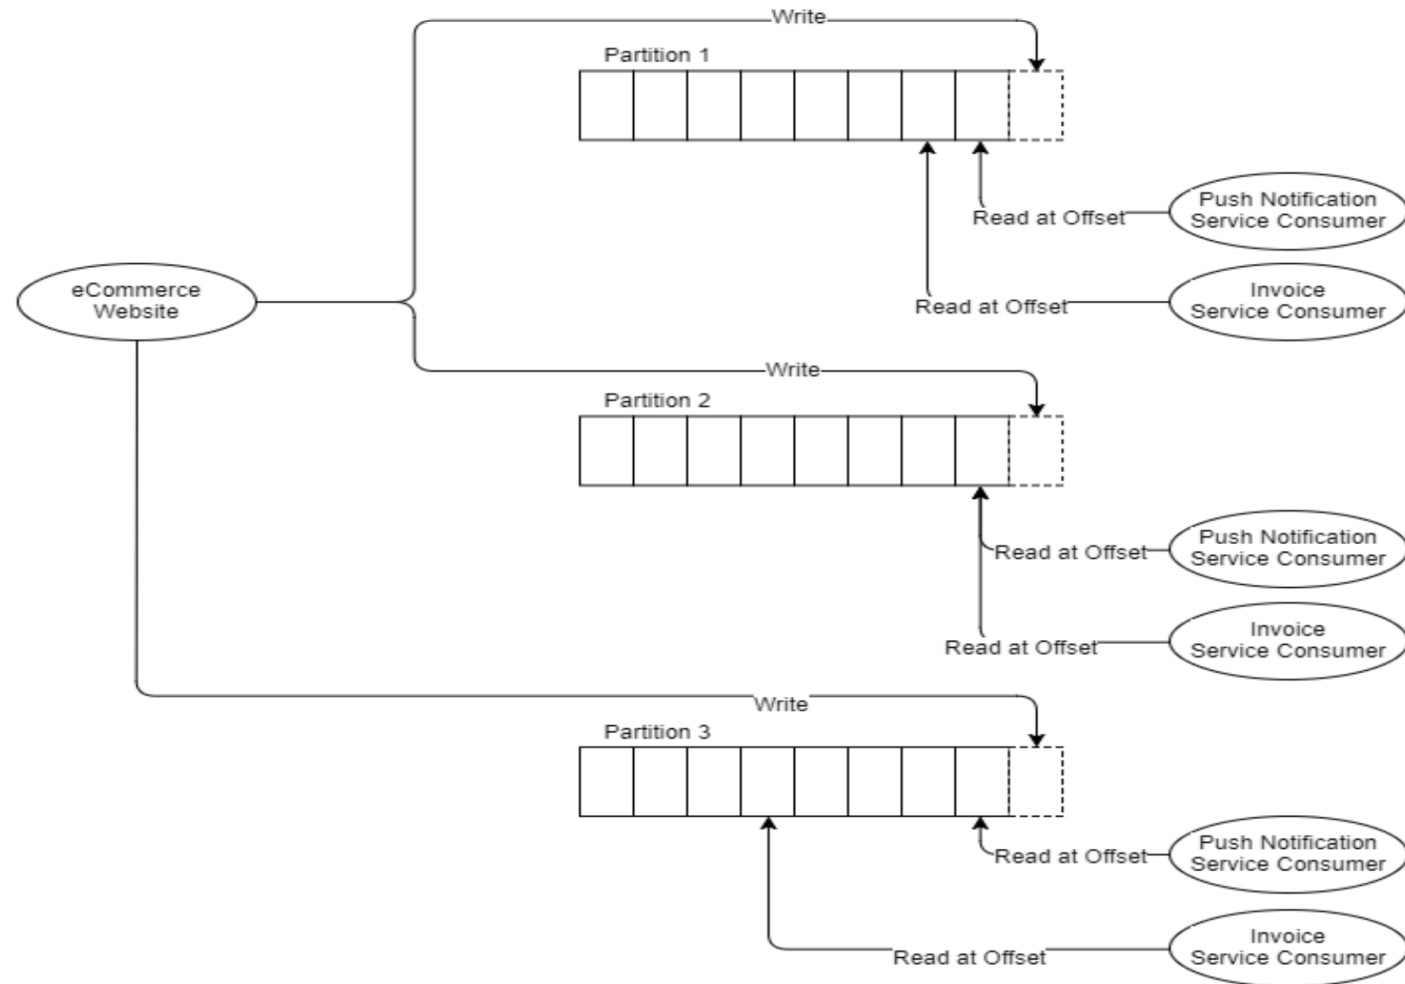 Write
Partition 1
Push Notification
Service Consumer
Read at Offset
eCommerce
Website
Invoice
Service Consumer
Read at Offset
Write
Partition 2
Push Notification
Service Consumer
Read at Offset
Invoice
Service Consumer
Read at Offset
Write
Partition 3
Push Notification
Service Consumer
Read at Offset
Invoice
Service Consumer
Read at Offset